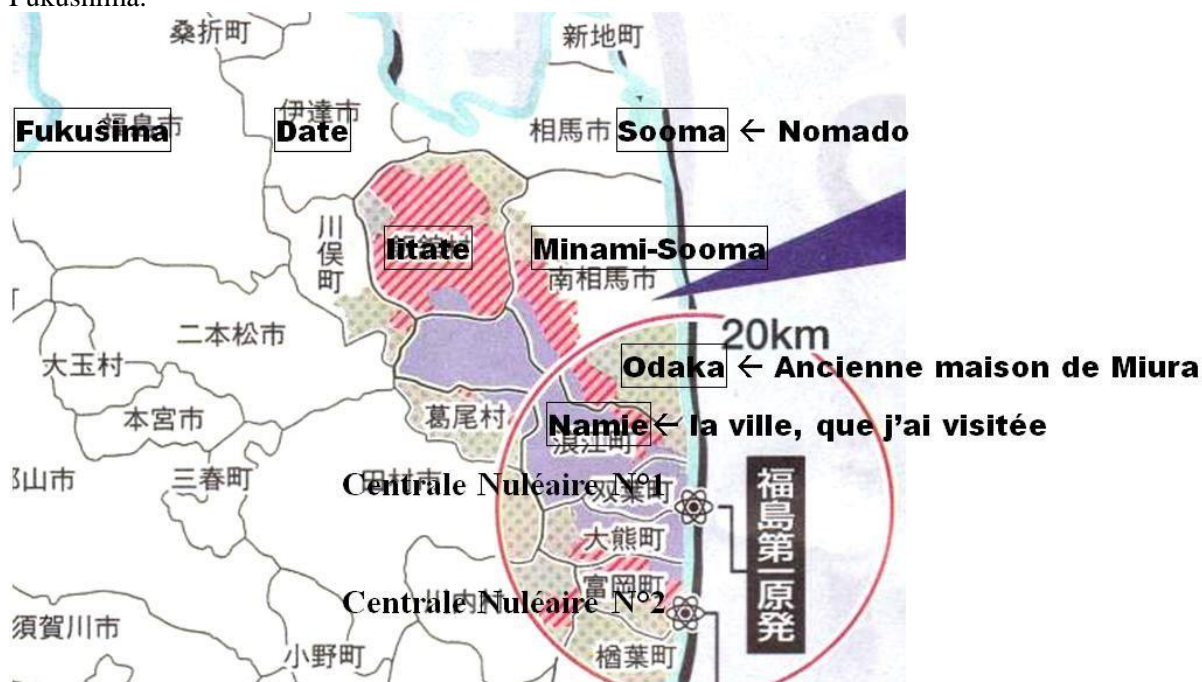 Fukushima.
桑折町
新地町
Fukusima
福島市
Date
伊達市
相馬市
Sooma ← Nomado
川俣町
Iitate
Minami-Sooma
南相馬市
二本松市
20km
大玉村
Odaka ← Ancienne maison de Miura
本宮市
葛尾村
Namie ← la ville, que j'ai visitée
浪江町
山市
三春町
田村市
Centrale Nuléaire N°1
双葉町
福島第一原発
大熊町
富岡町
Centrale Nuléaire N°2
川内村
須賀川市
小野町
楢葉町